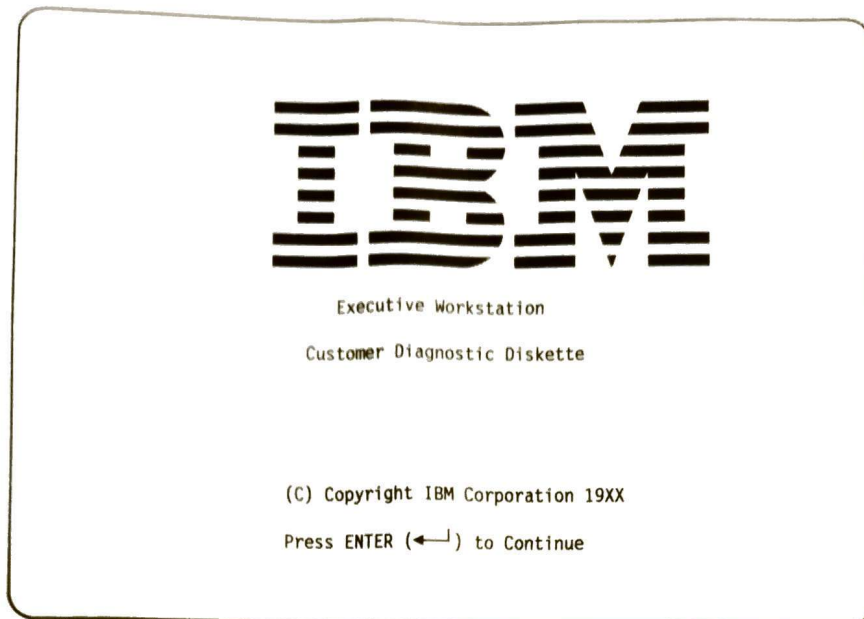 IBM
Executive Workstation
Customer Diagnostic Diskette
(C) Copyright IBM Corporation 19XX
Press ENTER (←┘) to Continue